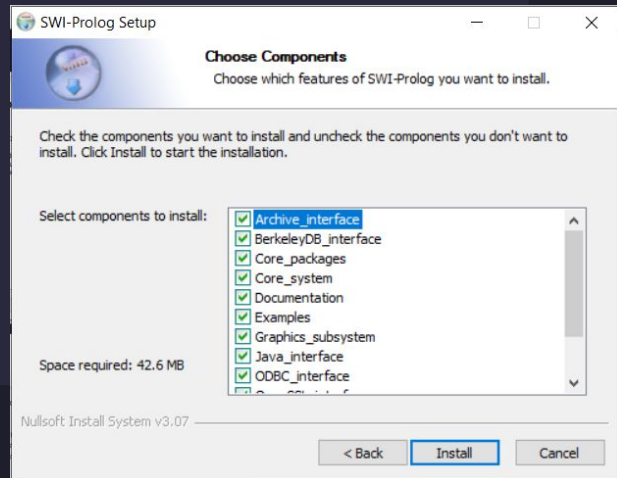 SWI-Prolog Setup
Choose Components
Choose which features of SWI-Prolog you want to install.
Check the components you want to install and uncheck the components you don't want to
install. Click Install to start the installation.
Select components to install:
Archive_interface
BerkeleyDB_interface
Core_packages
Core_system
Documentation
Examples
Graphics_subsystem
Java_interface
ODBC_interface
Space required: 42.6 MB
Nullsoft Install System v3.07
< Back
Install
Cancel